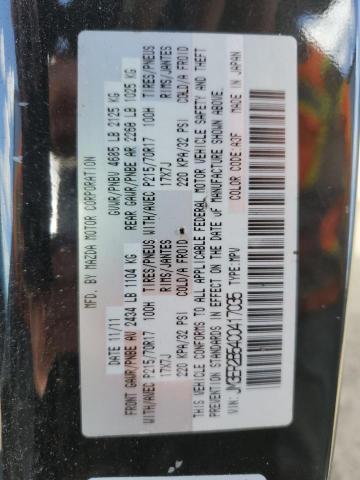 MFD. BY MAZDA MOTOR CORPORATION
GVWR/PNBV 4685 LB 2125 KG
DATE 11/11
FRONT GAWR/PNBE AV 2434 LB 1104 KG REAR GAWR/PNBE AR 2260 LB 1025 KG
WITH/AVEC P215/70R17 100H TIRES/PNEUS WITH/AVEC P215/70R17 100H TIRES/PNEUS
17X7J RIMS/JANTES 17X7J RIMS/JANTES
220 KPA/32 PSI COLD/A FROID 220 KPA/32 PSI COLD/A FROID
THIS VEHICLE CONFORMS TO ALL APPLICABLE FEDERAL MOTOR VEHICLE SAFETY AND THEFT
PREVENTION STANDARDS IN EFFECT ON THE DATE OF MANUFACTURE SHOWN ABOVE.
TYPE:MPV COLOR CODE:A3F MADE IN JAPAN